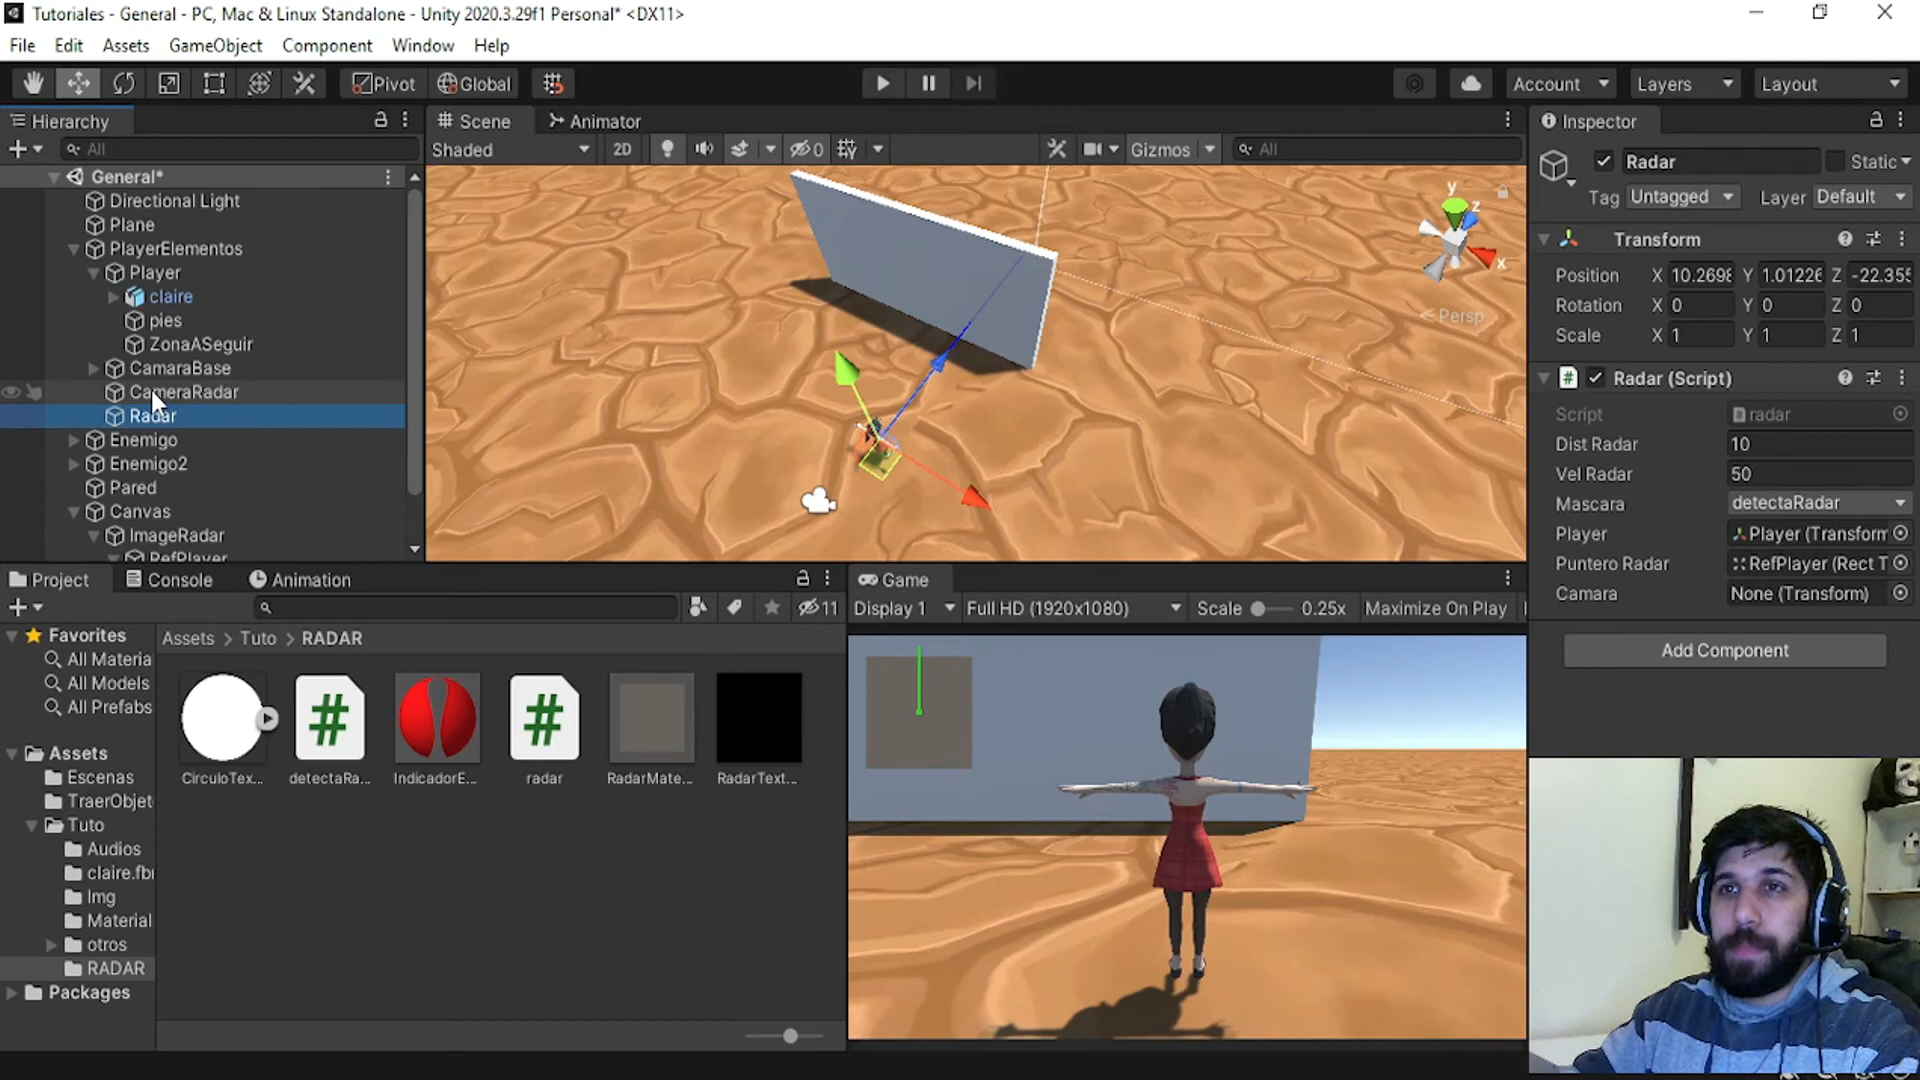 Tutoriales - General - PC, Mac & Linux Standalone - Unity 2020.3.29f1 Personal* <DX11>
File Edit Assets GameObject Component Window Help
Pivot Global Account Layers Layout
Hierarchy
All
General*
Directional Light
Plane
PlayerElementos
Player
claire
pies
ZonaASeguir
CamaraBase
CameraRadar
Radar
Enemigo
Enemigo2
Pared
Canvas
ImageRadar
RefPlayer
Scene Animator
Shaded 2D 0 Gizmos All
y
z
x
Persp
Inspector
Radar Static
Tag Untagged Layer Default
Transform
Position X 10.2698 Y 1.01226 Z -22.355
Rotation X 0 Y 0 Z 0
Scale X 1 Y 1 Z 1
Radar (Script)
Script radar
Dist Radar 10
Vel Radar 50
Mascara detectaRadar
Player Player (Transform
Puntero Radar RefPlayer (Rect T
Camara None (Transform)
Add Component
Project Console Animation
11
Favorites
All Materia
All Models
All Prefabs
Assets
Escenas
TraerObjet
Tuto
Audios
claire.fb
Img
Material
otros
RADAR
Packages
Assets > Tuto > RADAR
CirculoTex... detectaRa... IndicadorE... radar RadarMate... RadarText...
Game
Display 1 Full HD (1920x1080) Scale 0.25x Maximize On Play